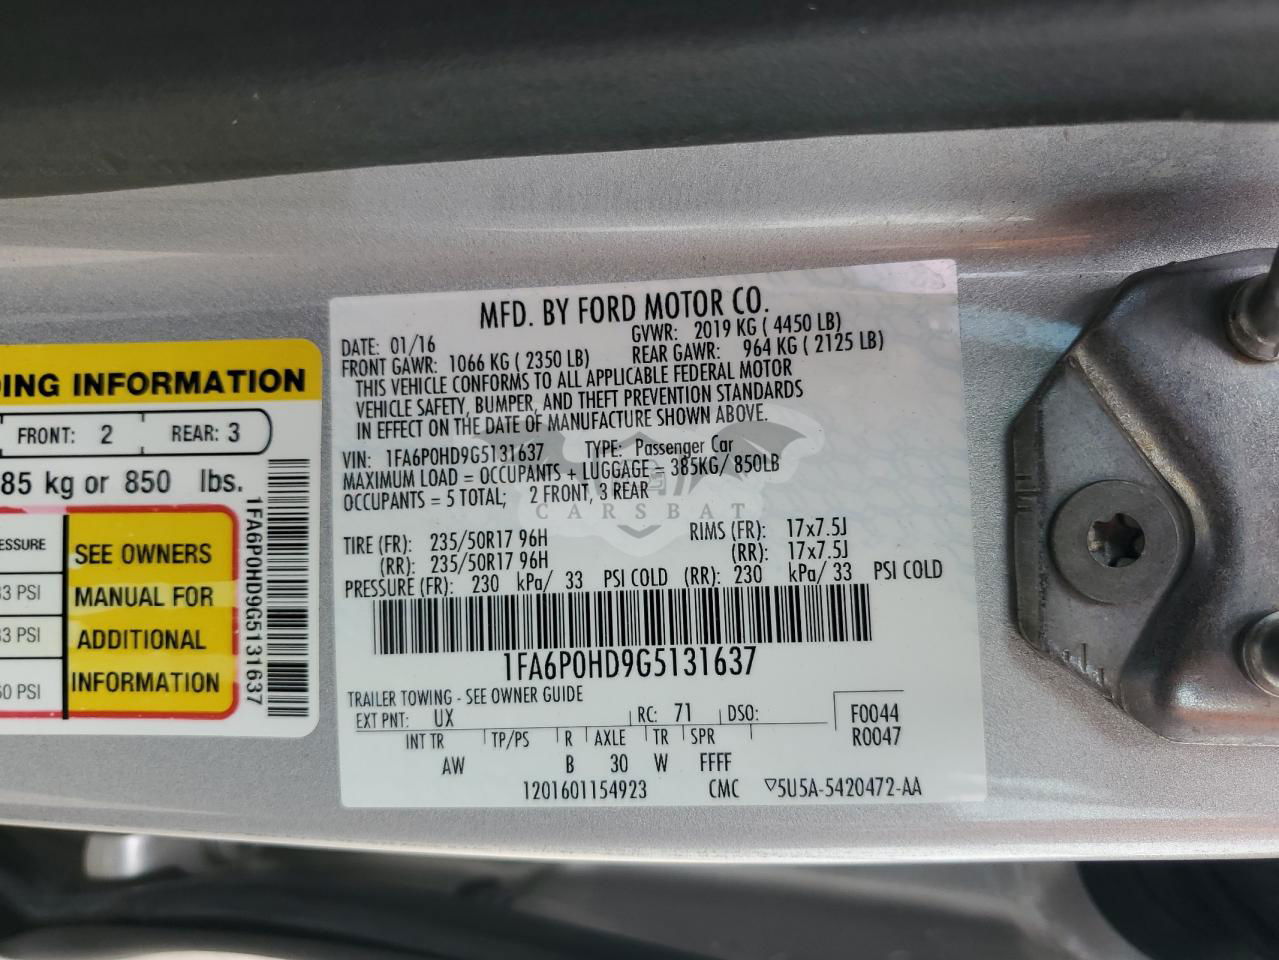 DING INFORMATION
FRONT: 2 REAR: 3
85 kg or 850 lbs.
ESSURE
33 PSI
33 PSI
60 PSI
SEE OWNERS
MANUAL FOR
ADDITIONAL
INFORMATION
1FA6P0HD9G5131637
MFD. BY FORD MOTOR CO.
DATE: 01/16 GVWR: 2019 KG ( 4450 LB)
FRONT GAWR: 1066 KG ( 2350 LB) REAR GAWR: 964 KG ( 2125 LB)
THIS VEHICLE CONFORMS TO ALL APPLICABLE FEDERAL MOTOR
VEHICLE SAFETY, BUMPER, AND THEFT PREVENTION STANDARDS
IN EFFECT ON THE DATE OF MANUFACTURE SHOWN ABOVE.
VIN: 1FA6P0HD9G5131637 TYPE: Passenger Car
MAXIMUM LOAD = OCCUPANTS + LUGGAGE = 385KG/ 850LB
OCCUPANTS = 5 TOTAL; 2 FRONT, 3 REAR
CARSBAT
TIRE (FR): 235/50R17 96H RIMS (FR): 17x7.5J
(RR): 235/50R17 96H (RR): 17x7.5J
PRESSURE (FR): 230 kPa/ 33 PSI COLD (RR): 230 kPa/ 33 PSI COLD
1FA6P0HD9G5131637
TRAILER TOWING - SEE OWNER GUIDE
EXT PNT: UX RC: 71 DSO: F0044
R0047
INT TR TP/PS R AXLE TR SPR
AW B 30 W FFFF
1201601154923 CMC ▽5U5A-5420472-AA